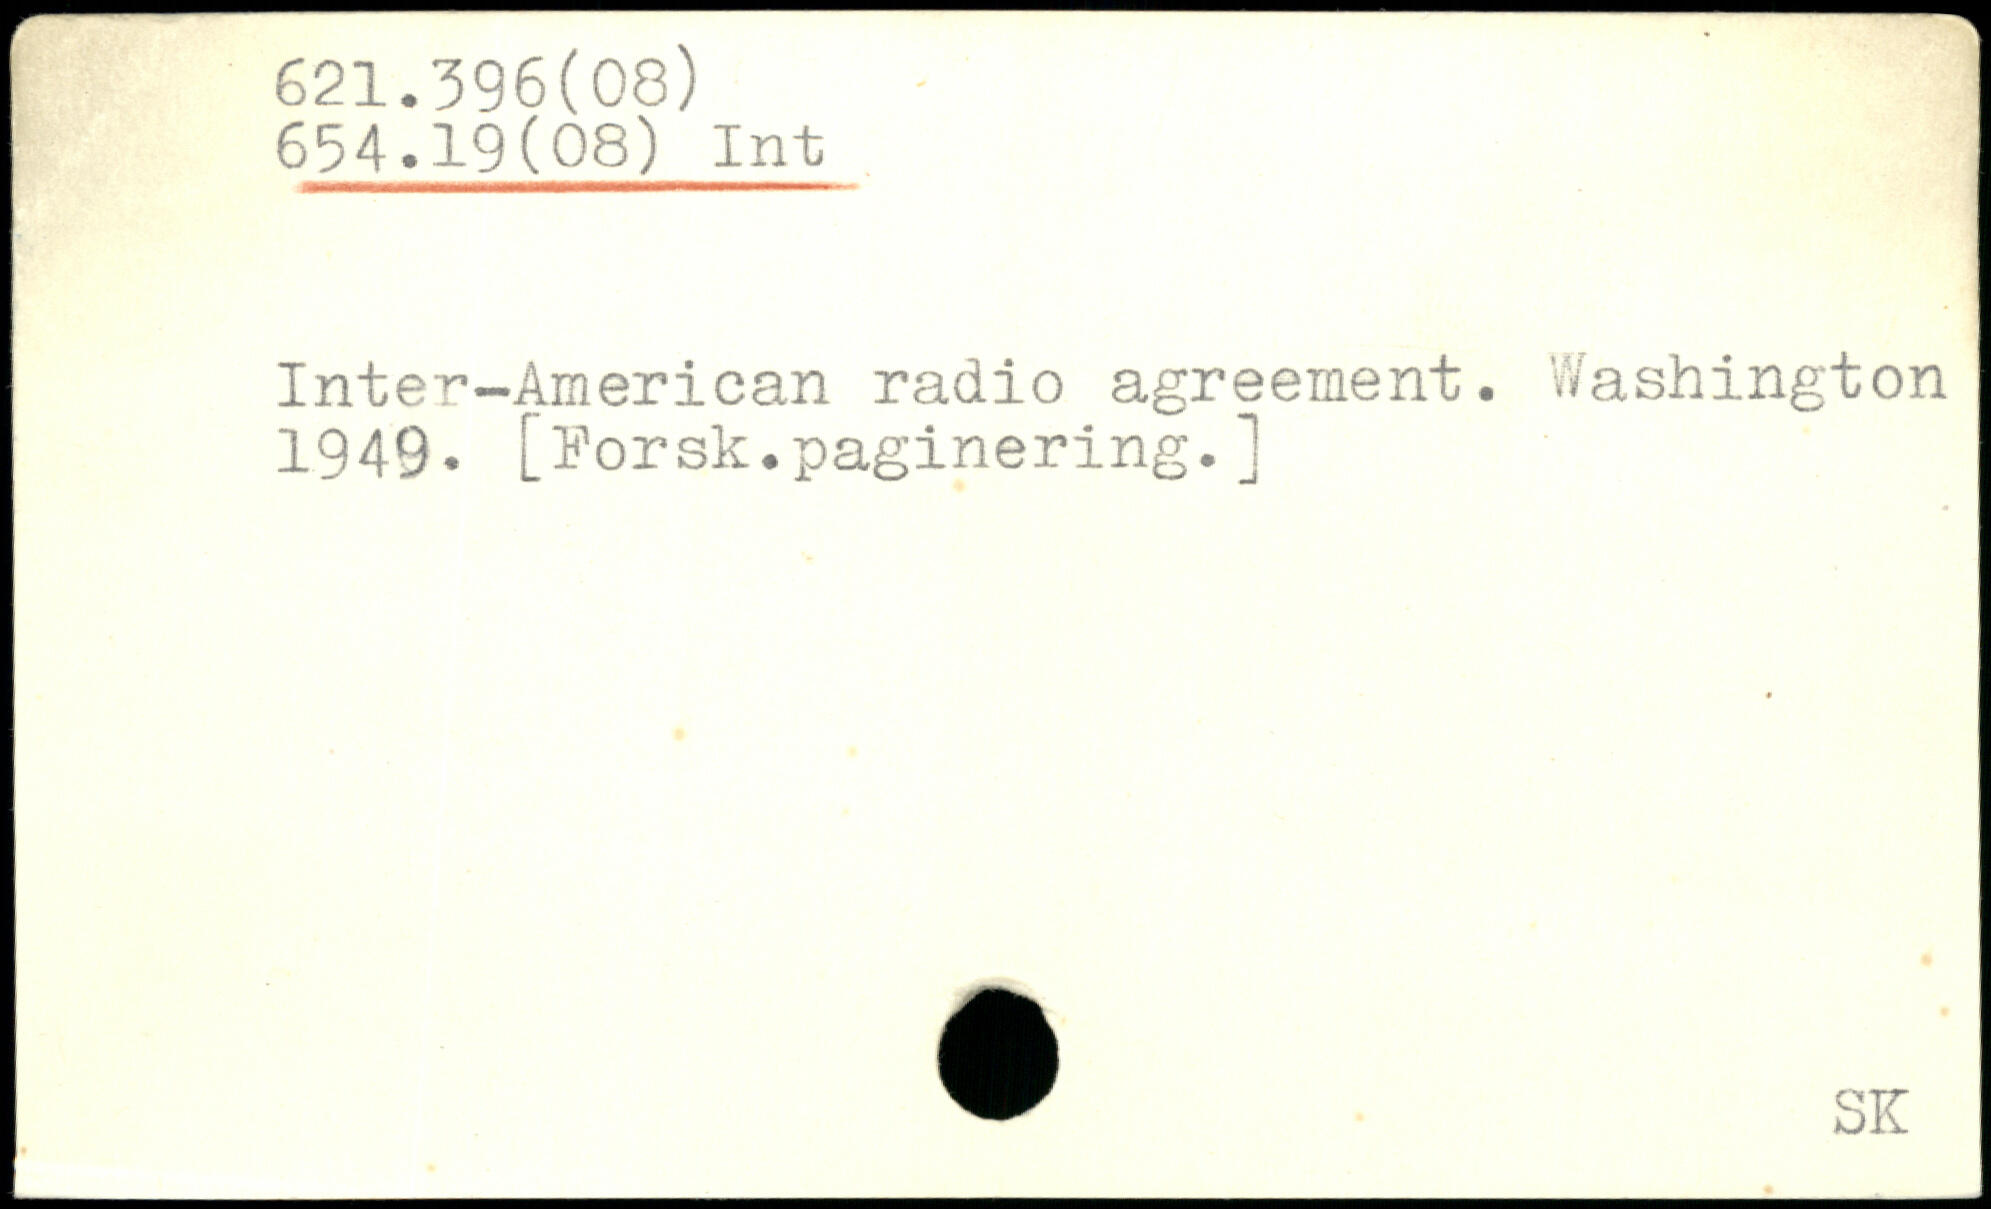 621.396(08)
654.19(08) Int
Inter-American radio agreement. Washington
1949. [Forsk.paginering.]
SK